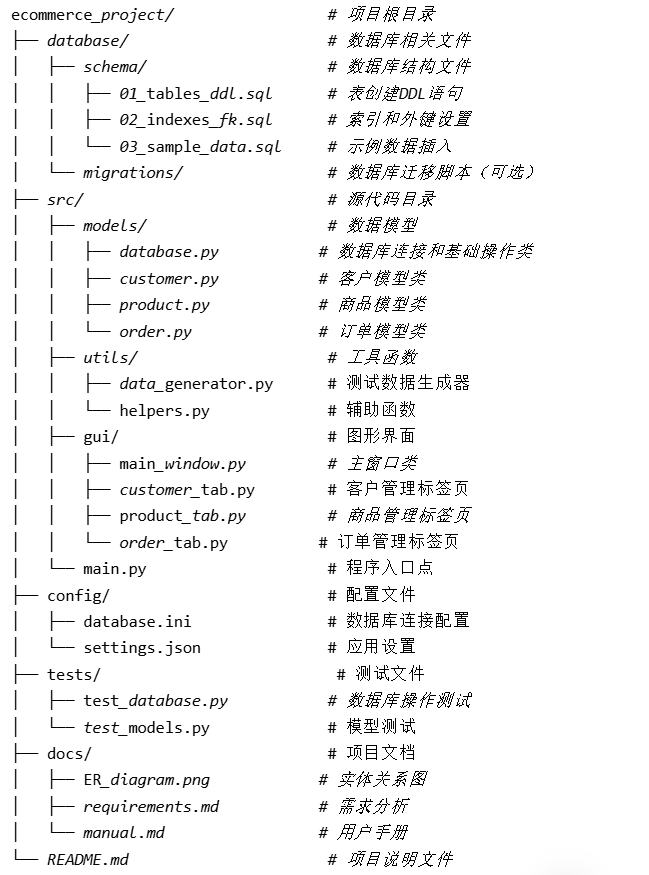 ecommerce_project/ # 项目根目录
├── database/ # 数据库相关文件
│ ├── schema/ # 数据库结构文件
│ │ ├── 01_tables_ddl.sql # 表创建DDL语句
│ │ ├── 02_indexes_fk.sql # 索引和外键设置
│ │ └── 03_sample_data.sql # 示例数据插入
│ └── migrations/ # 数据库迁移脚本（可选）
├── src/ # 源代码目录
│ ├── models/ # 数据模型
│ │ ├── database.py # 数据库连接和基础操作类
│ │ ├── customer.py # 客户模型类
│ │ ├── product.py # 商品模型类
│ │ └── order.py # 订单模型类
│ ├── utils/ # 工具函数
│ │ ├── data_generator.py # 测试数据生成器
│ │ └── helpers.py # 辅助函数
│ ├── gui/ # 图形界面
│ │ ├── main_window.py # 主窗口类
│ │ ├── customer_tab.py # 客户管理标签页
│ │ ├── product_tab.py # 商品管理标签页
│ │ └── order_tab.py # 订单管理标签页
│ └── main.py # 程序入口点
├── config/ # 配置文件
│ ├── database.ini # 数据库连接配置
│ └── settings.json # 应用设置
├── tests/ # 测试文件
│ ├── test_database.py # 数据库操作测试
│ └── test_models.py # 模型测试
├── docs/ # 项目文档
│ ├── ER_diagram.png # 实体关系图
│ ├── requirements.md # 需求分析
│ └── manual.md # 用户手册
└── README.md # 项目说明文件